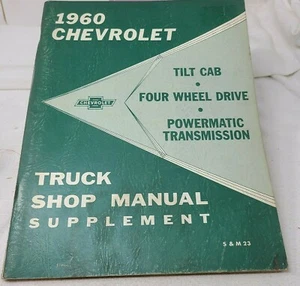 1960
CHEVROLET
TILT CAB
•
FOUR WHEEL DRIVE
•
POWERMATIC
TRANSMISSION
CHEVROLET
TRUCK
SHOP MANUAL
SUPPLEMENT
S & M 23